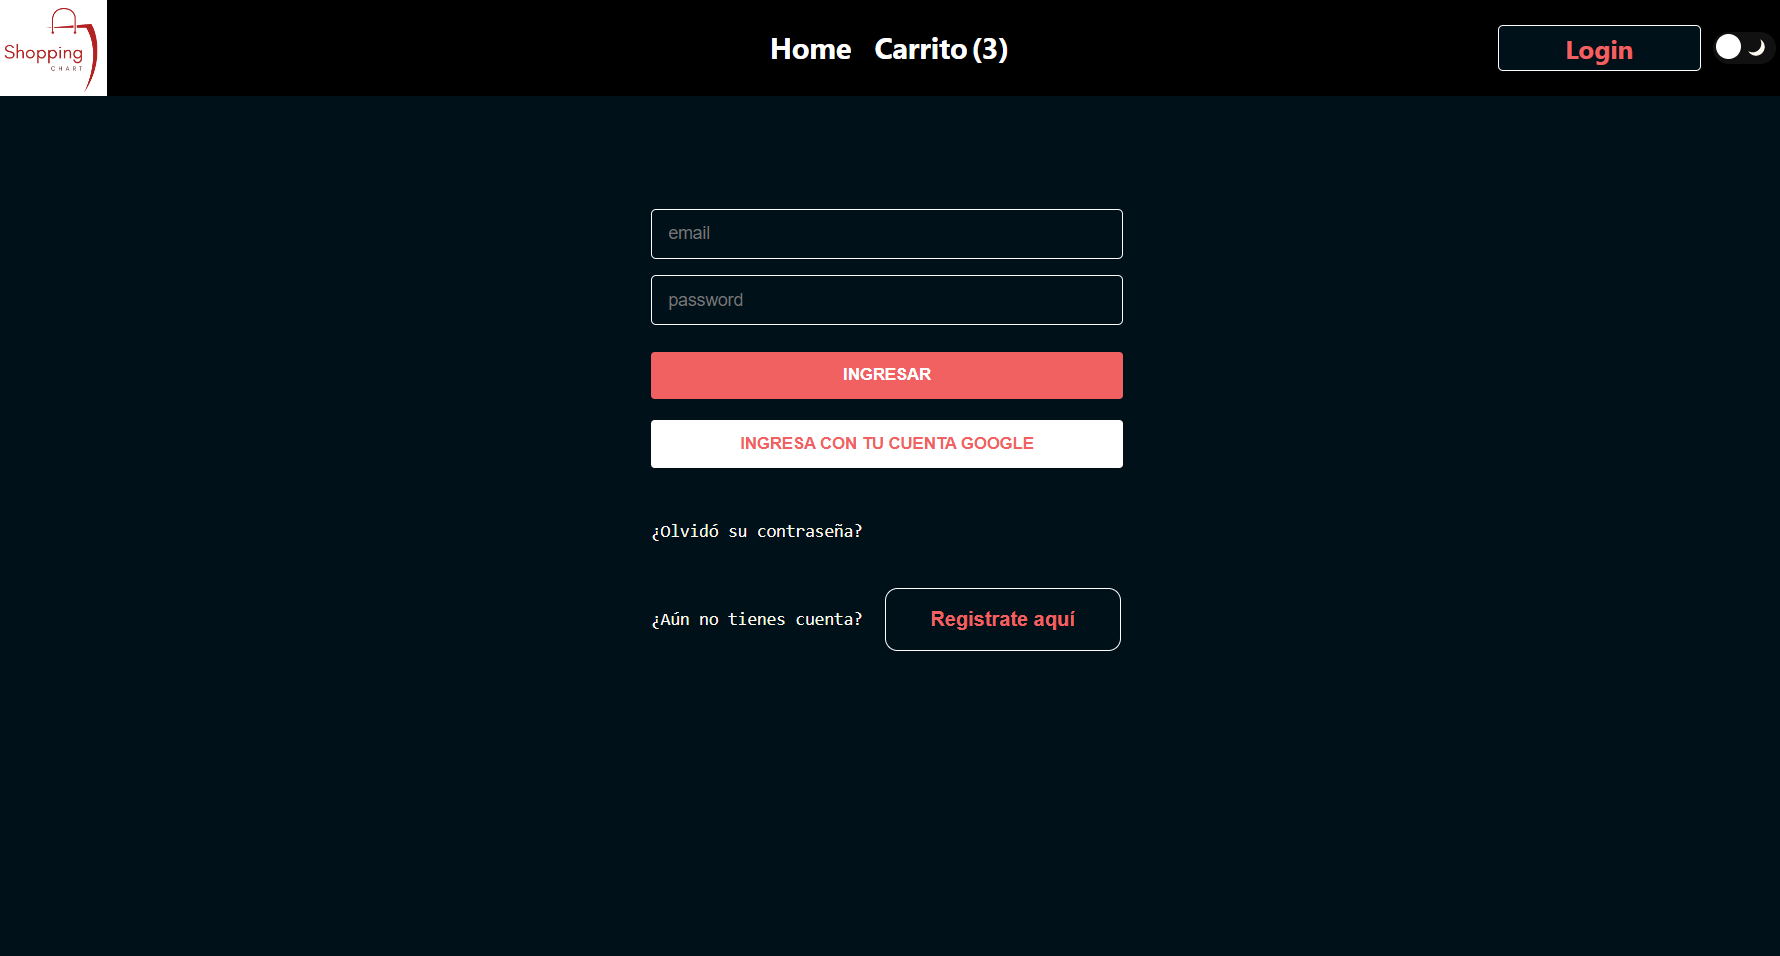 Shopping
CHART
Home Carrito (3)
Login
email
password
INGRESAR
INGRESA CON TU CUENTA GOOGLE
¿Olvidó su contraseña?
¿Aún no tienes cuenta? Registrate aquí